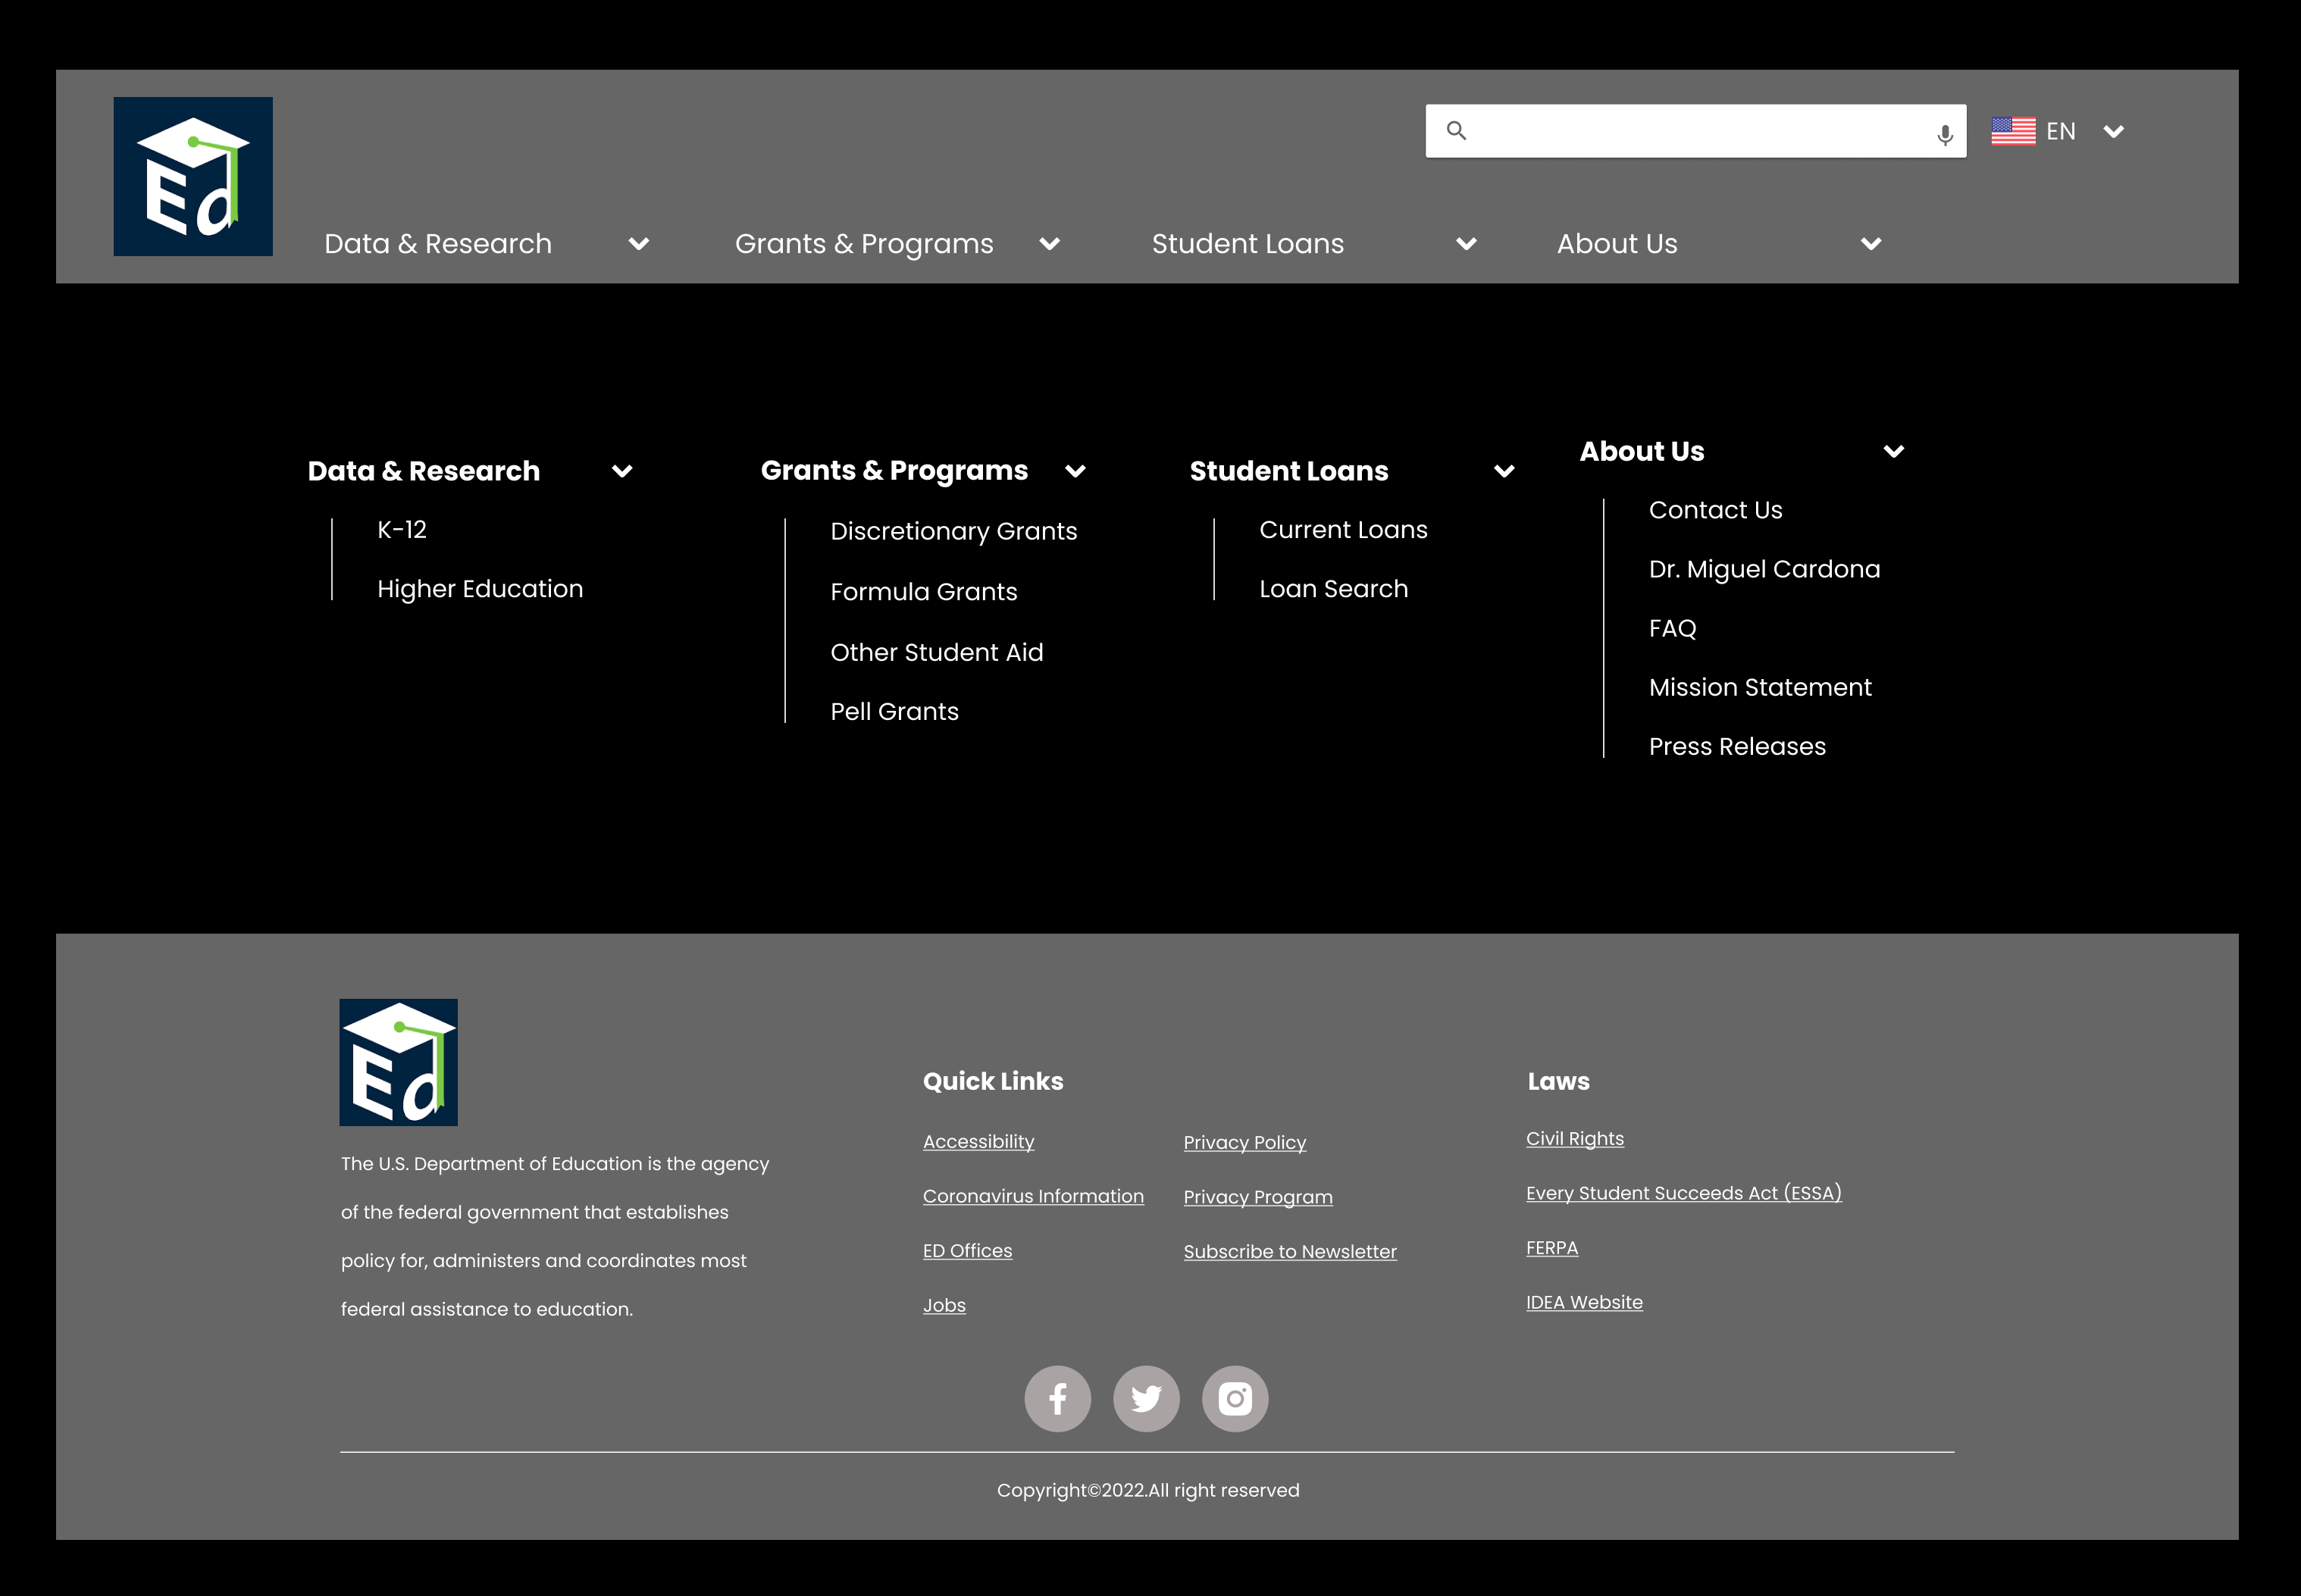 Ed
EN
Data & Research
Grants & Programs
Student Loans
About Us
Data & Research
K-12
Higher Education
Grants & Programs
Discretionary Grants
Formula Grants
Other Student Aid
Pell Grants
Student Loans
Current Loans
Loan Search
About Us
Contact Us
Dr. Miguel Cardona
FAQ
Mission Statement
Press Releases
Ed
The U.S. Department of Education is the agency
of the federal government that establishes
policy for, administers and coordinates most
federal assistance to education.
Quick Links
Accessibility
Coronavirus Information
ED Offices
Jobs
Privacy Policy
Privacy Program
Subscribe to Newsletter
Laws
Civil Rights
Every Student Succeeds Act (ESSA)
FERPA
IDEA Website
Copyright©2022.All right reserved